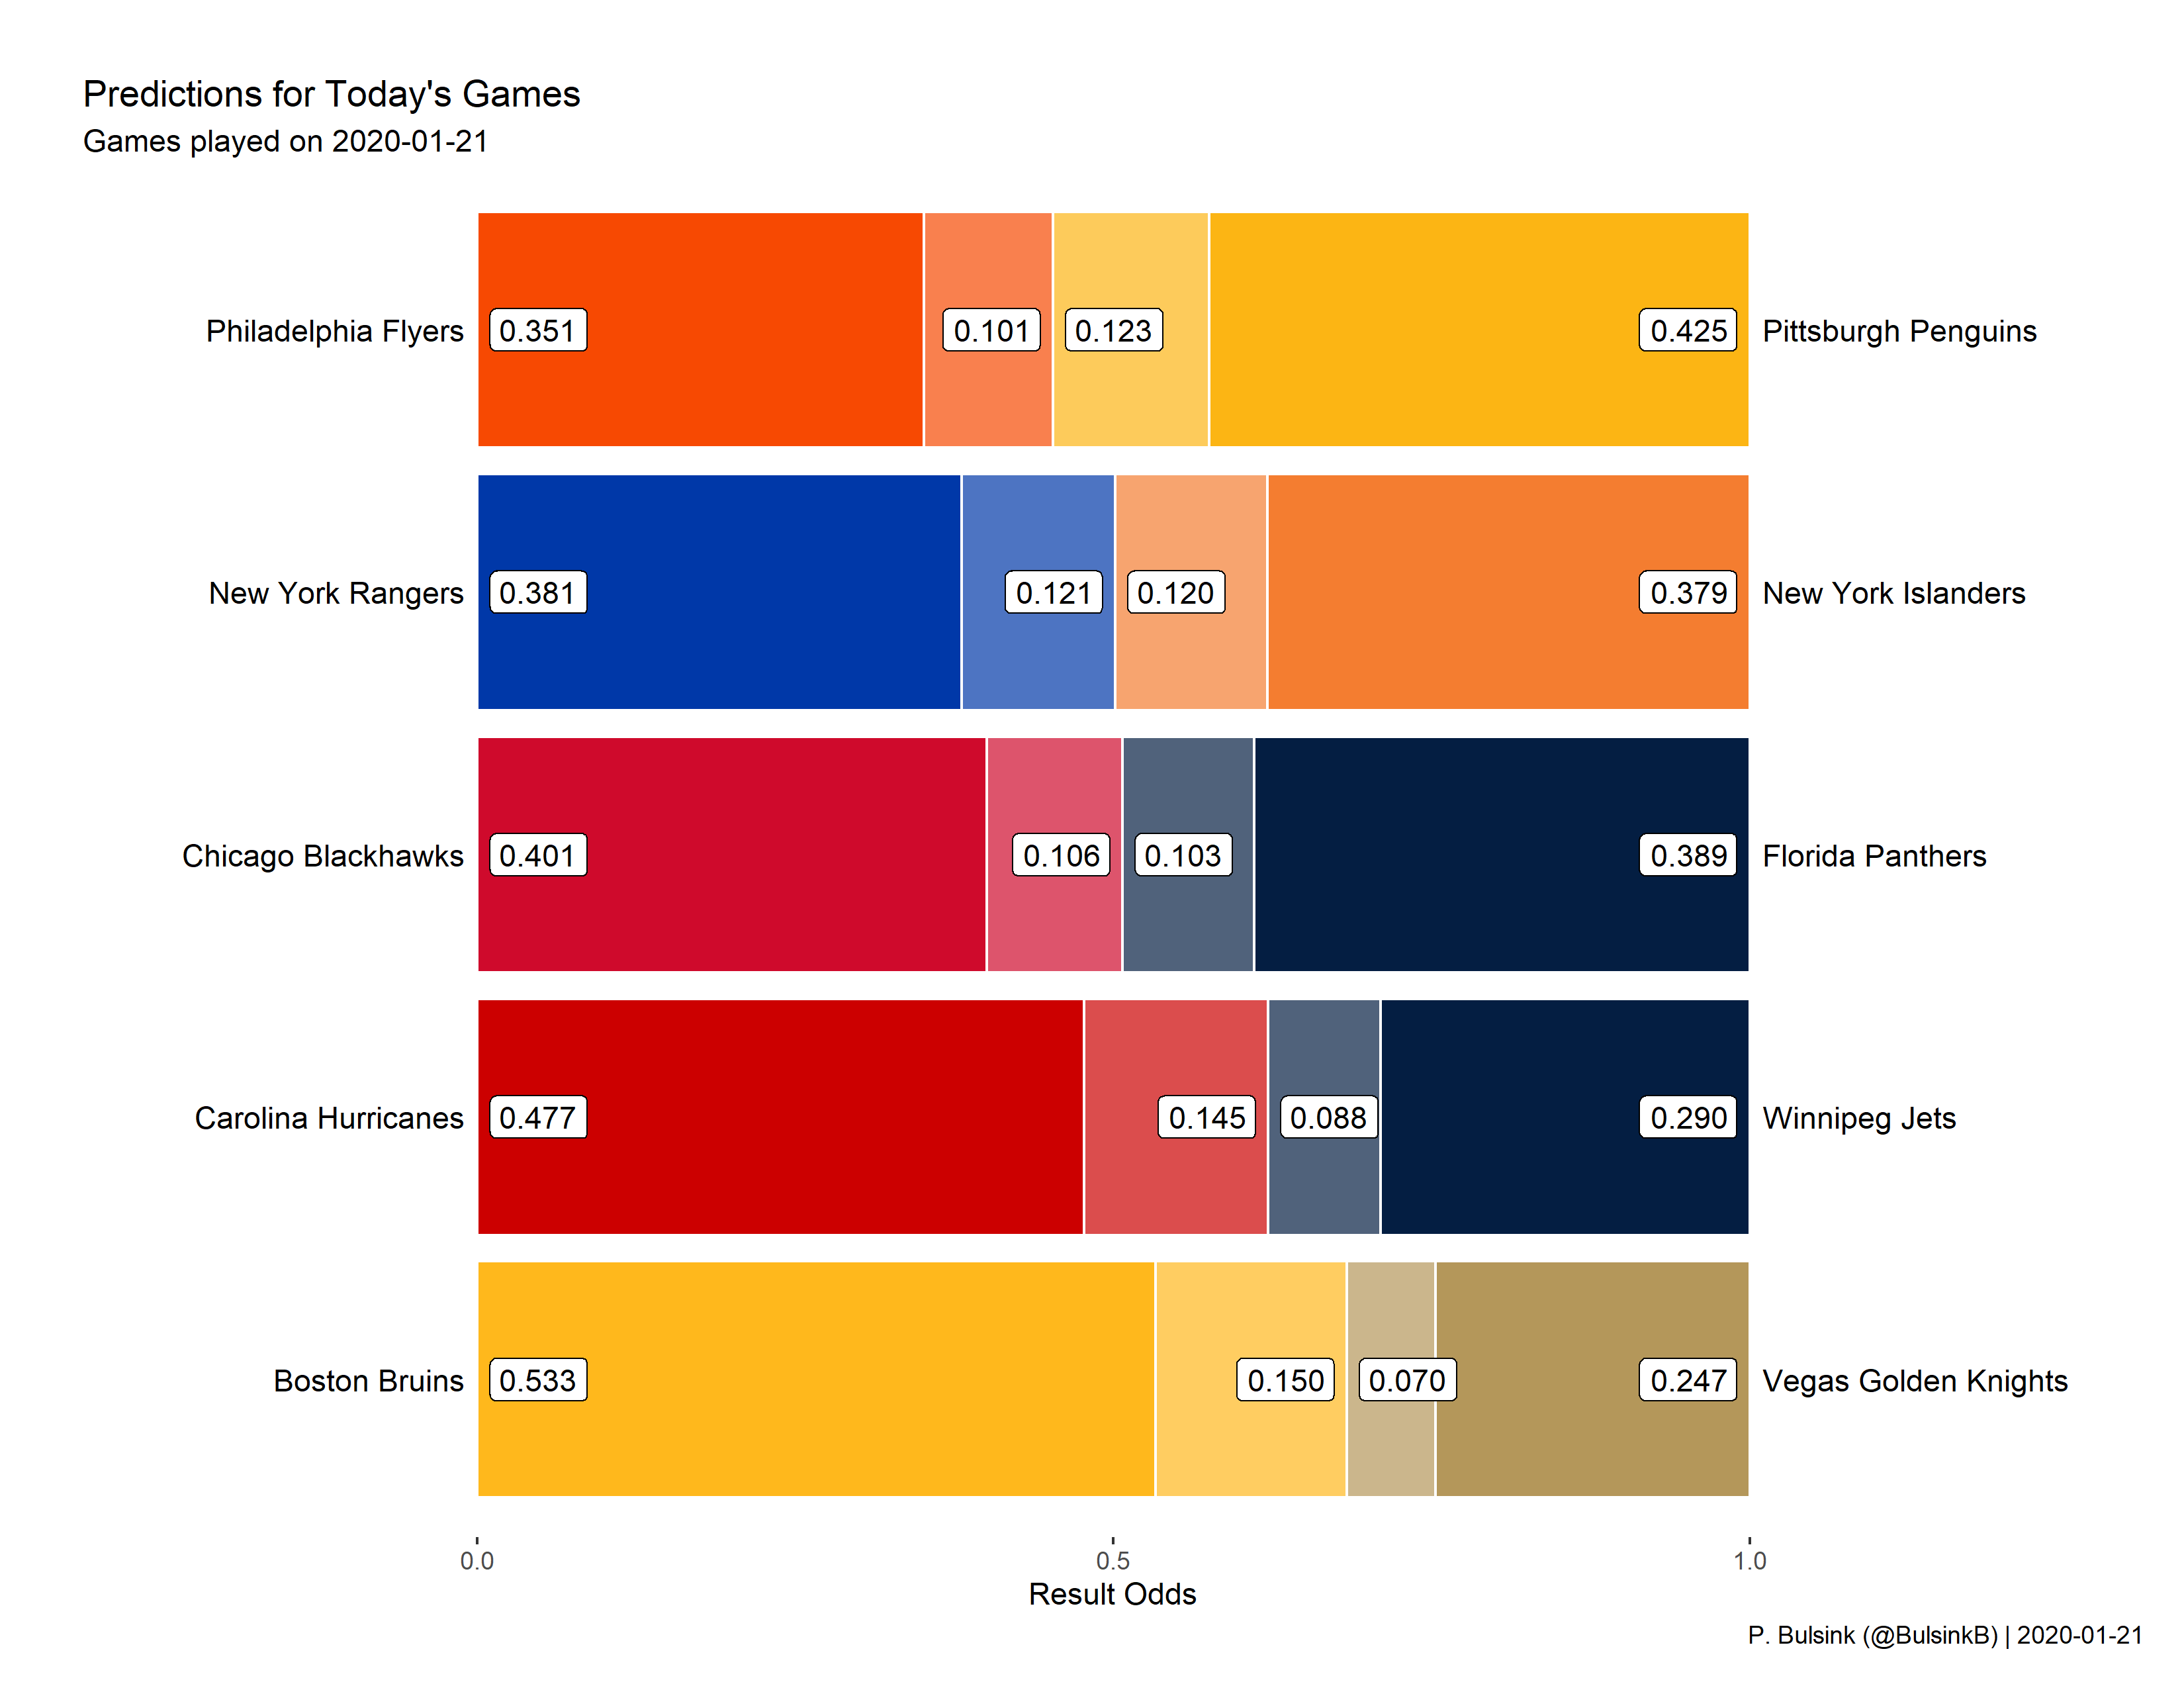 Predictions for Today's Games
Games played on 2020-01-21
Philadelphia Flyers 0.351 0.101 0.123 0.425 Pittsburgh Penguins
New York Rangers 0.381 0.121 0.120 0.379 New York Islanders
Chicago Blackhawks 0.401 0.106 0.103 0.389 Florida Panthers
Carolina Hurricanes 0.477 0.145 0.088 0.290 Winnipeg Jets
Boston Bruins 0.533 0.150 0.070 0.247 Vegas Golden Knights
0.0 0.5 1.0
Result Odds
P. Bulsink (@BulsinkB) | 2020-01-21